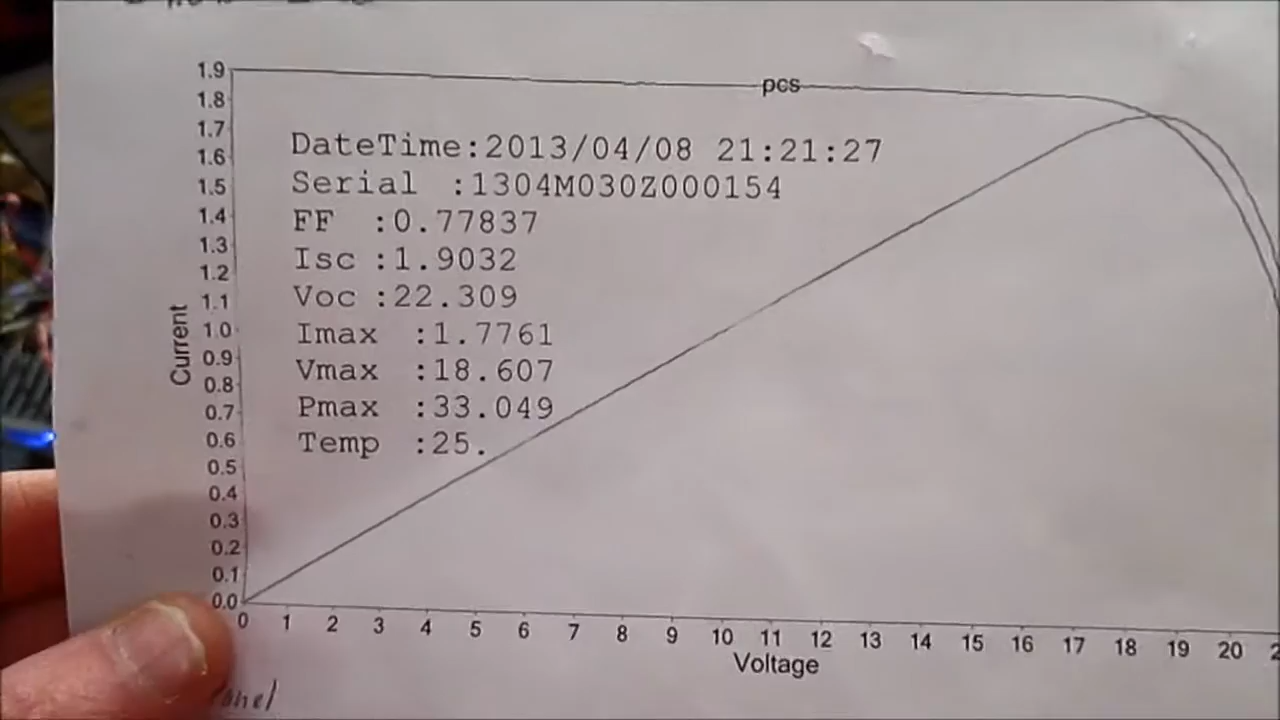 1.9
pcs
1.8
1.7
1.6
1.5
1.4
1.3
1.2
1.1
1.0
0.9
0.8
0.7
0.6
0.5
0.4
0.3
0.2
0.1
0.0
Current
DateTime:2013/04/08 21:21:27
Serial :1304M030Z000154
FF :0.77837
Isc :1.9032
Voc :22.309
Imax :1.7761
Vmax :18.607
Pmax :33.049
Temp :25.
0 1 2 3 4 5 6 7 8 9 10 11 12 13 14 15 16 17 18 19 20
Voltage